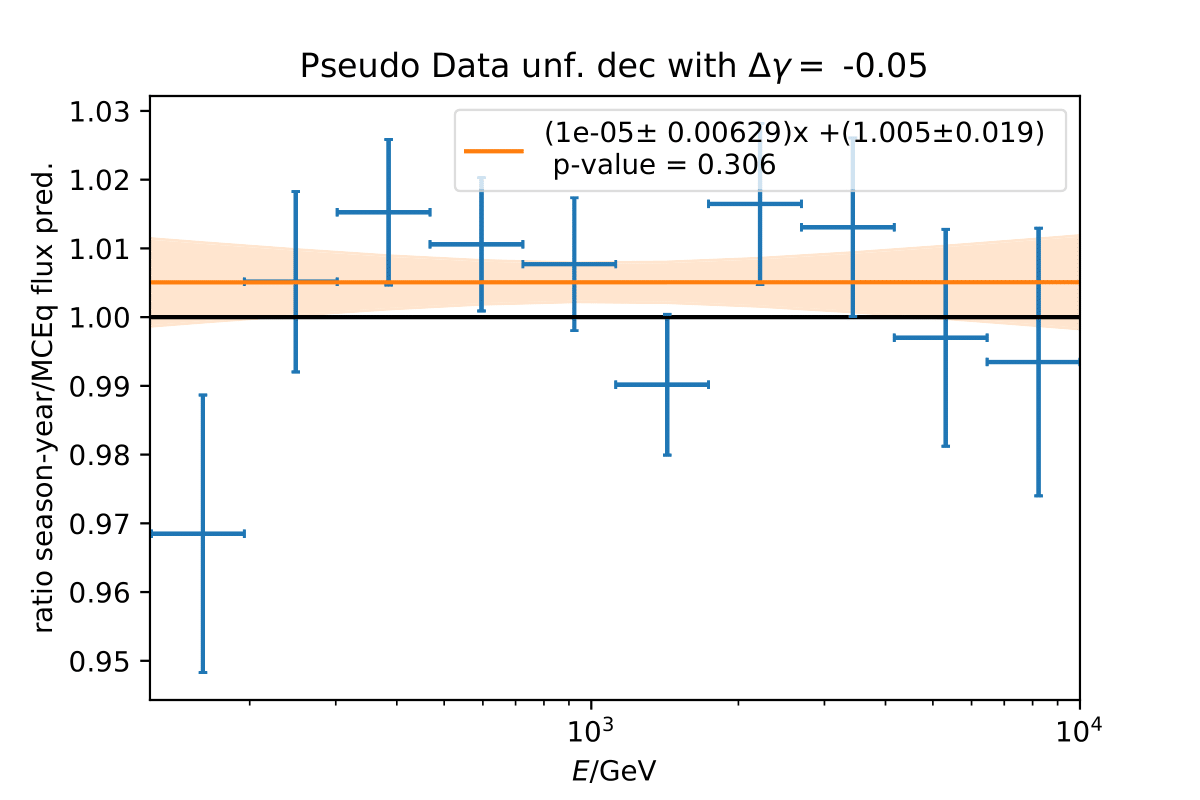 Pseudo Data unf. dec with Δγ = -0.05
(1e-05± 0.00629)x +(1.005±0.019)
p-value = 0.306
ratio season-year/MCEq flux pred.
1.03
1.02
1.01
1.00
0.99
0.98
0.97
0.96
0.95
10³
10⁴
E/GeV